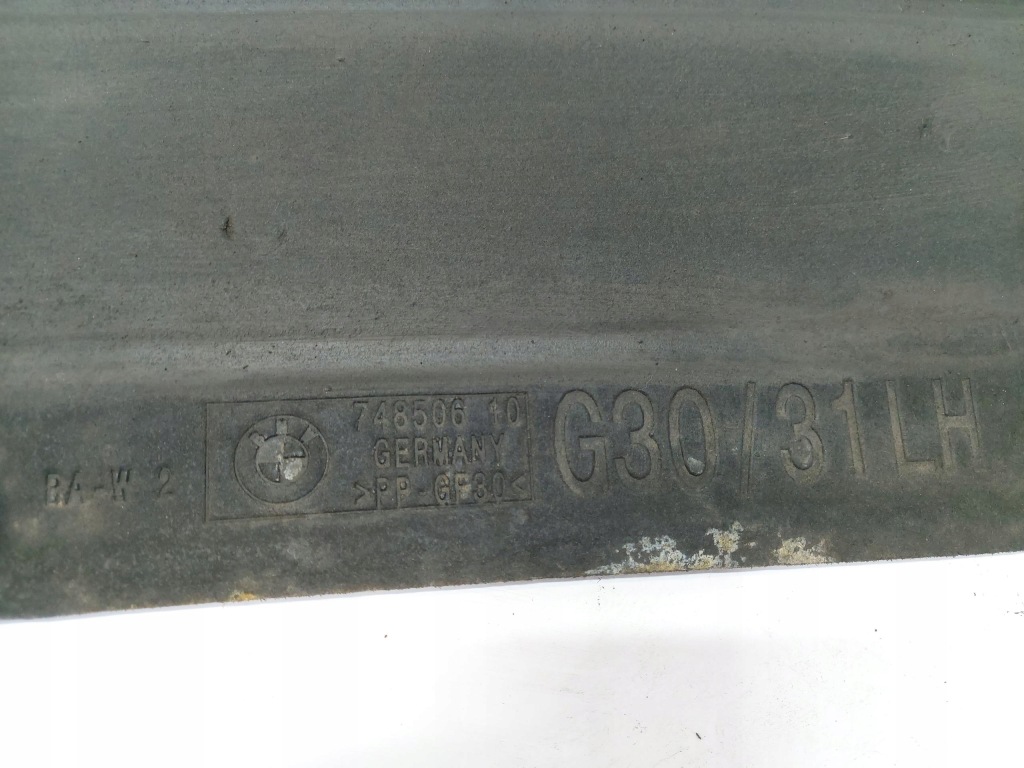 748506 10
GERMANY
>PP-GF30<
G30/31LH
BA-W 2